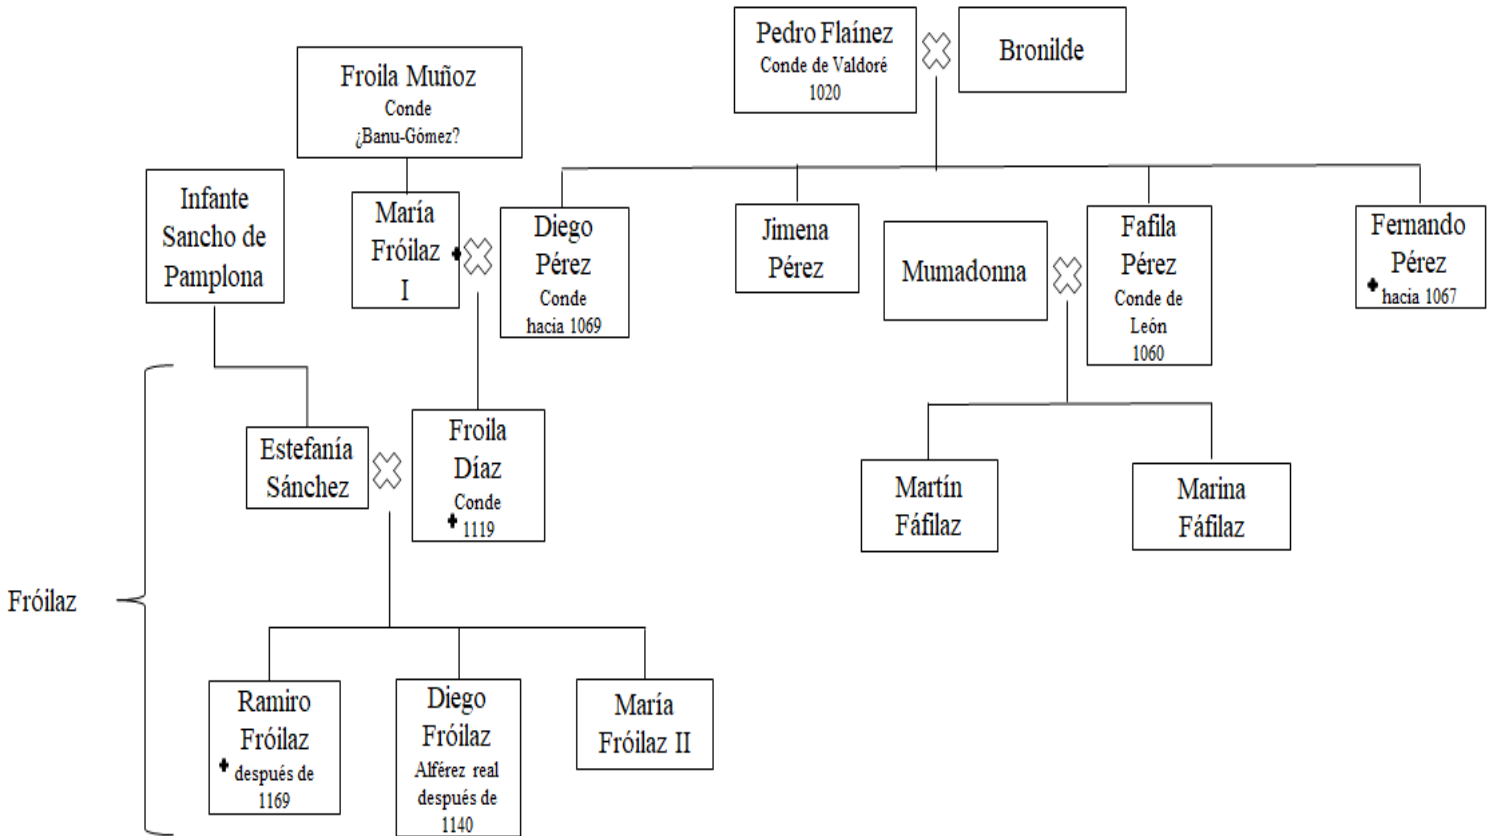 Pedro Flaínez
Conde de Valdoré
1020
Bronilde
Froila Muñoz
Conde
¿Banu-Gómez?
Infante
Sancho de
Pamplona
María
Fróilaz
I
Diego
Pérez
Conde
hacia 1069
Jimena
Pérez
Mumadonna
Fafila
Pérez
Conde de
León
1060
Fernando
Pérez
hacia 1067
Estefanía
Sánchez
Froila
Díaz
Conde
1119
Martín
Fáfilaz
Marina
Fáfilaz
Fróilaz
Ramiro
Fróilaz
después de
1169
Diego
Fróilaz
Alférez real
después de
1140
María
Fróilaz II